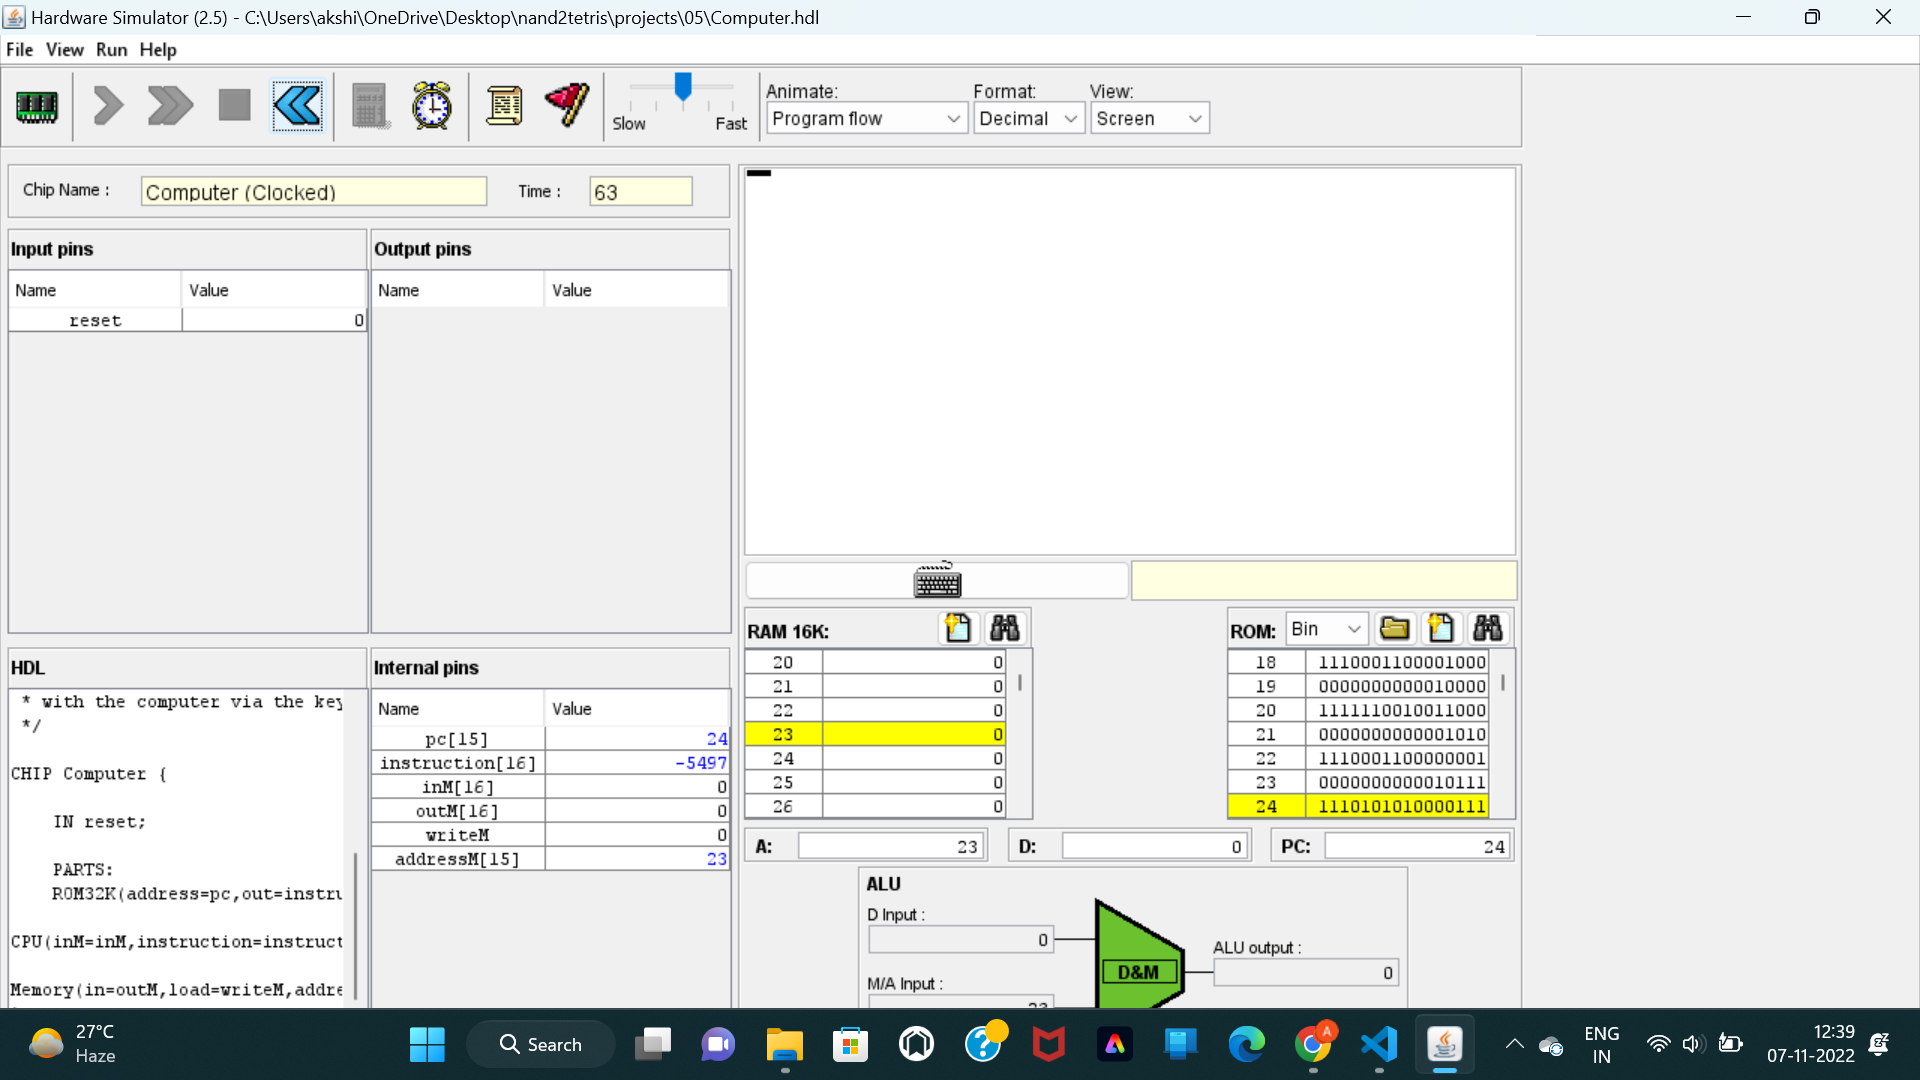 Hardware Simulator (2.5) - C:\Users\akshi\OneDrive\Desktop\nand2tetris\projects\05\Computer.hdl
File View Run Help
Slow Fast
Animate: Format: View:
Program flow Decimal Screen
Chip Name : Computer (Clocked) Time : 63
Input pins
Name Value
reset 0
Output pins
Name Value
HDL
* with the computer via the key
*/
CHIP Computer {
IN reset;
PARTS:
ROM32K(address=pc,out=instru
CPU(inM=inM,instruction=instruct
Memory(in=outM,load=writeM,addre
Internal pins
Name Value
pc[15] 24
instruction[16] -5497
inM[16] 0
outM[16] 0
writeM 0
addressM[15] 23
RAM 16K:
20 0
21 0
22 0
23 0
24 0
25 0
26 0
ROM: Bin
18 1110001100001000
19 0000000000010000
20 1111110010011000
21 0000000000001010
22 1110001100000001
23 0000000000010111
24 1110101010000111
A: 23 D: 0 PC: 24
ALU
D Input :
0
M/A Input :
23
D&M
ALU output :
0
27°C
Haze
Search
A
ENG
IN
12:39
07-11-2022